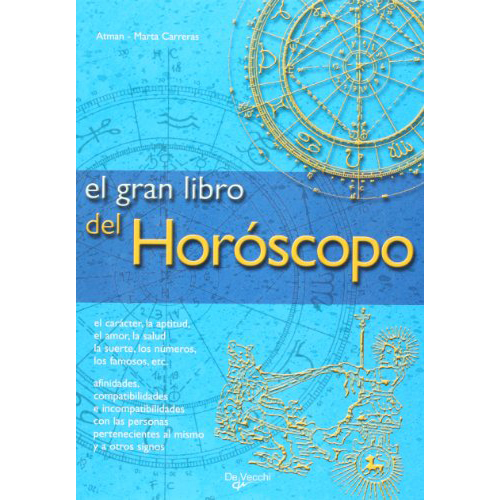 Atman - Marta Carreras
el gran libro
del Horóscopo
el carácter, la aptitud,
el amor, la salud
la suerte, los números,
los famosos, etc.
afinidades,
compatibilidades
e incompatibilidades
con las personas
pertenecientes al mismo
y a otros signos
De Vecchi